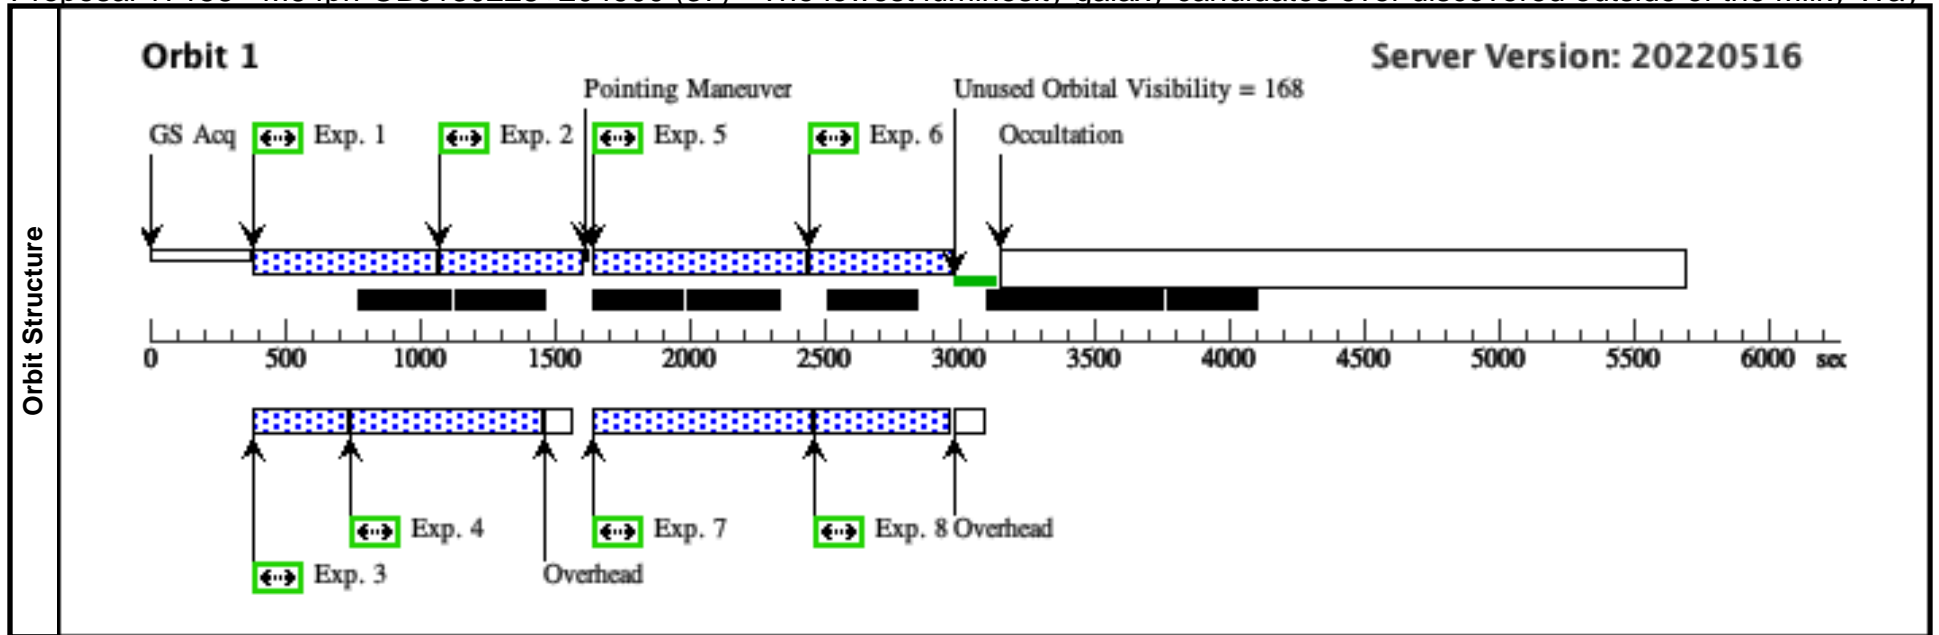 Orbit 1
Server Version: 20220516
Pointing Maneuver
Unused Orbital Visibility = 168
GS Acq
Exp. 1
Exp. 2
Exp. 5
Exp. 6
Occultation
Orbit Structure
0
500
1000
1500
2000
2500
3000
3500
4000
4500
5000
5500
6000
sec
Exp. 4
Exp. 7
Exp. 8
Overhead
Exp. 3
Overhead